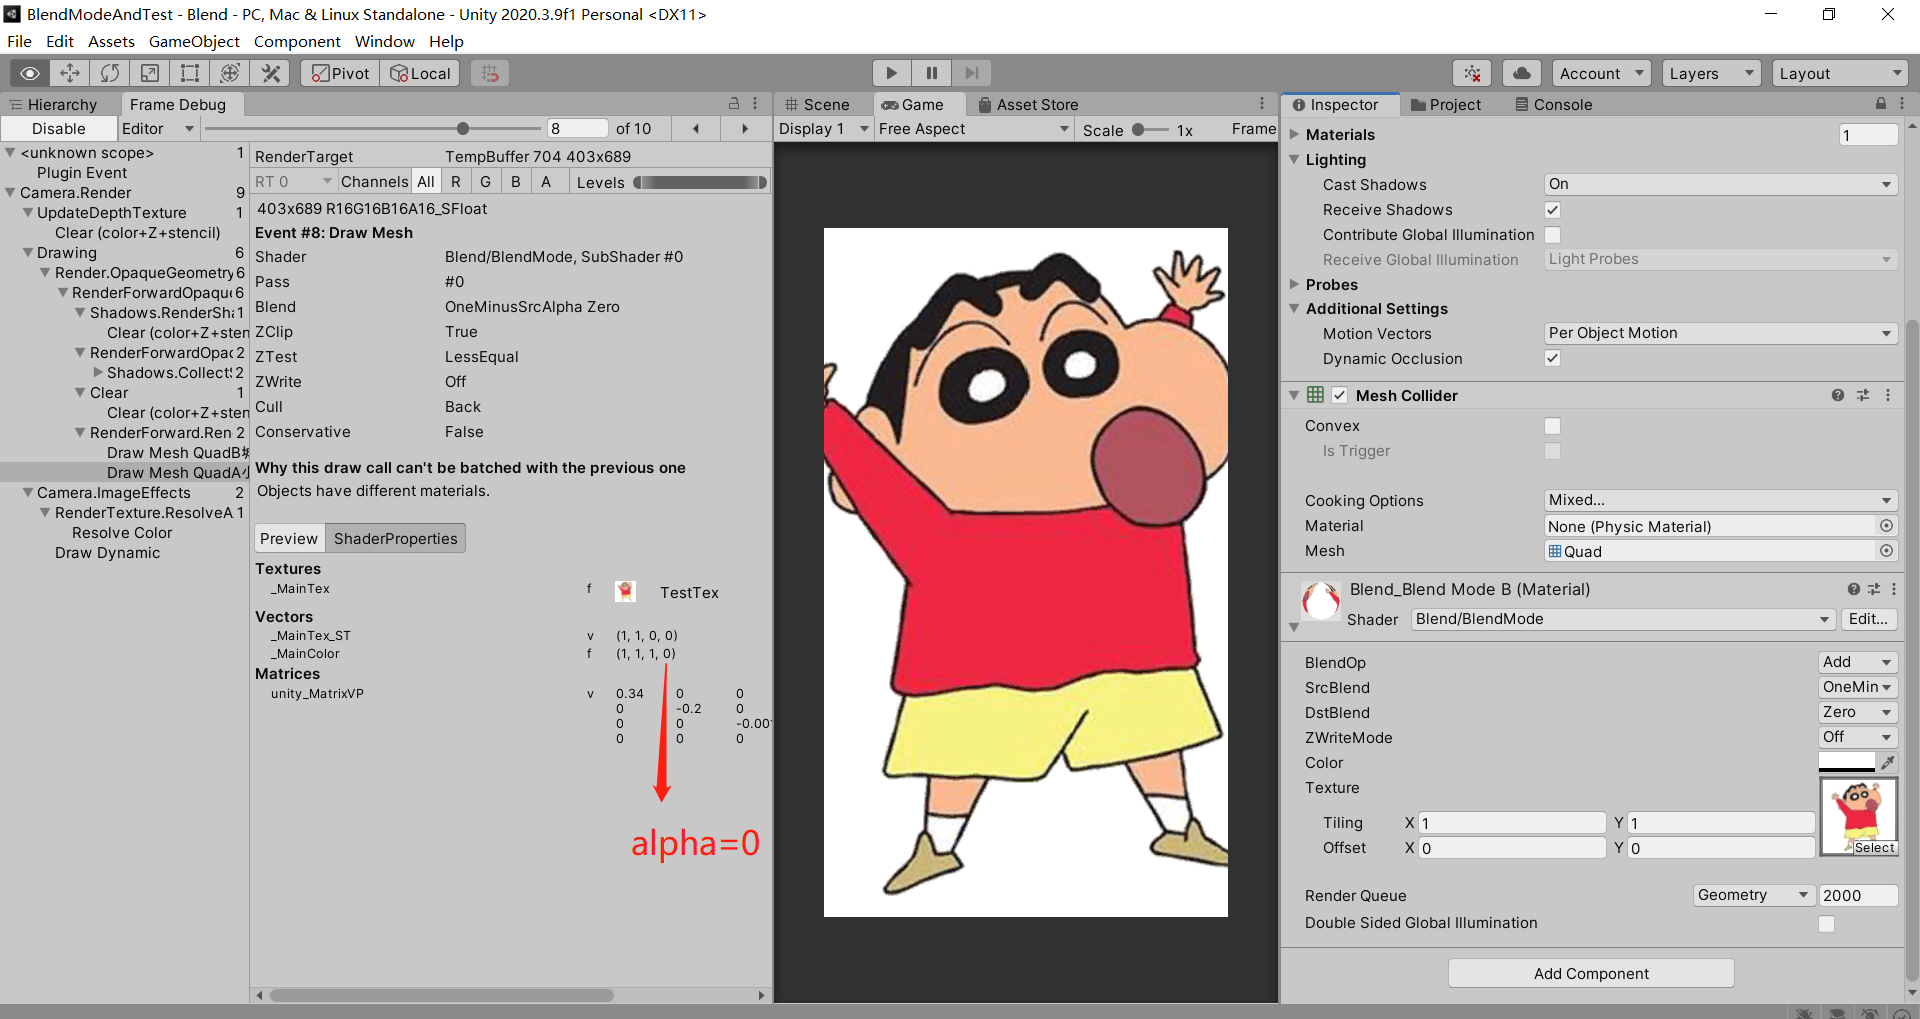 BlendModeAndTest - Blend - PC, Mac & Linux Standalone - Unity 2020.3.9f1 Personal <DX11>
File Edit Assets GameObject Component Window Help
Pivot Local Account Layers Layout
Hierarchy Frame Debug
Disable Editor 8 of 10
<unknown scope> 1
Plugin Event
Camera.Render 9
UpdateDepthTexture 1
Clear (color+Z+stencil)
Drawing 6
Render.OpaqueGeometry 6
RenderForwardOpaque 6
Shadows.RenderSha 1
Clear (color+Z+sten
RenderForwardOpac 2
Shadows.Collect 2
Clear 1
Clear (color+Z+sten
RenderForward.Ren 2
Draw Mesh QuadB
Draw Mesh QuadA
Camera.ImageEffects 2
RenderTexture.ResolveA 1
Resolve Color
Draw Dynamic
RenderTarget TempBuffer 704 403x689
RT 0 Channels All R G B A Levels
403x689 R16G16B16A16_SFloat
Event #8: Draw Mesh
Shader Blend/BlendMode, SubShader #0
Pass #0
Blend OneMinusSrcAlpha Zero
ZClip True
ZTest LessEqual
ZWrite Off
Cull Back
Conservative False
Why this draw call can't be batched with the previous one
Objects have different materials.
Preview ShaderProperties
Textures
_MainTex f TestTex
Vectors
_MainTex_ST v (1, 1, 0, 0)
_MainColor f (1, 1, 1, 0)
Matrices
unity_MatrixVP v 0.34 0 0
0 -0.2 0
0 0 -0.00
0 0 0
alpha=0
Scene Game Asset Store
Display 1 Free Aspect Scale 1x Frame
Inspector Project Console
Materials 1
Lighting
Cast Shadows On
Receive Shadows
Contribute Global Illumination
Receive Global Illumination Light Probes
Probes
Additional Settings
Motion Vectors Per Object Motion
Dynamic Occlusion
Mesh Collider
Convex
Is Trigger
Cooking Options Mixed...
Material None (Physic Material)
Mesh Quad
Blend_Blend Mode B (Material)
Shader Blend/BlendMode Edit...
BlendOp Add
SrcBlend OneMin
DstBlend Zero
ZWriteMode Off
Color
Texture
Tiling X 1 Y 1
Offset X 0 Y 0
Select
Render Queue Geometry 2000
Double Sided Global Illumination
Add Component